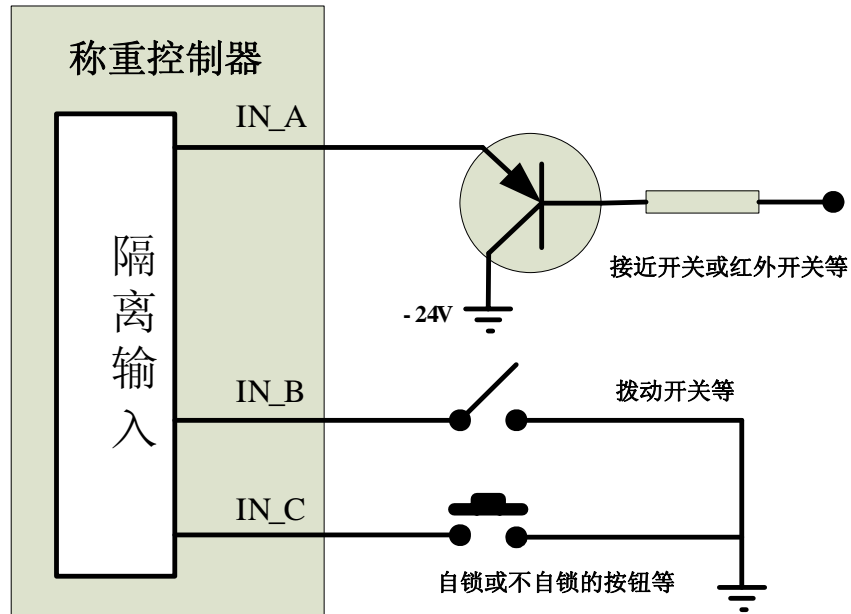 称重控制器
IN_A
隔离输入
接近开关或红外开关等
-24V
IN_B
拨动开关等
IN_C
自锁或不自锁的按钮等